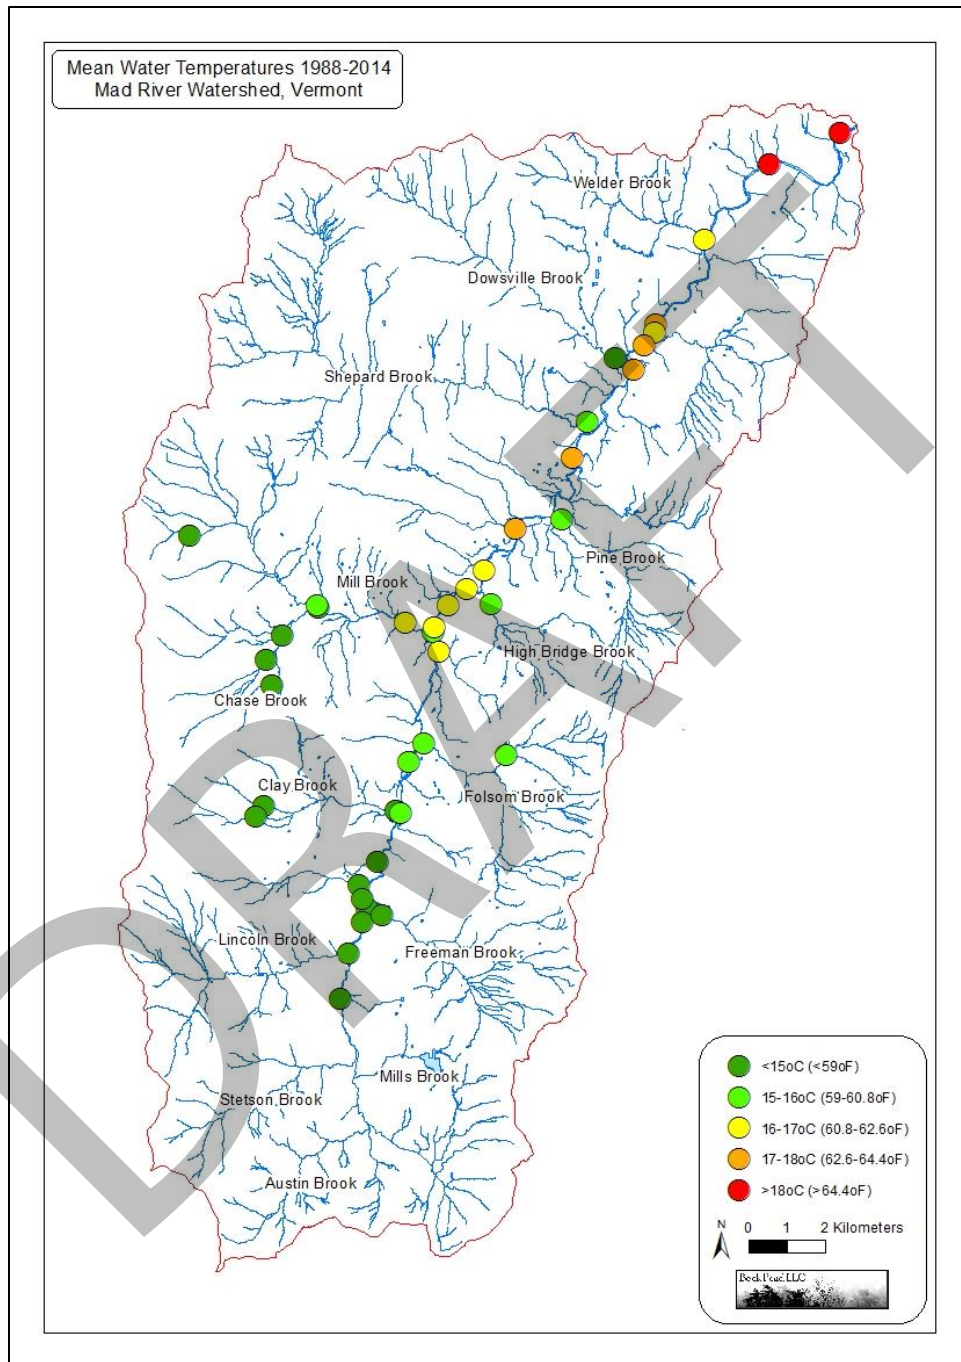 Mean Water Temperatures 1988-2014
Mad River Watershed, Vermont
Welder Brook
Dowsville Brook
Shepard Brook
Pine Brook
Mill Brook
High Bridge Brook
Chase Brook
Clay Brook
Folsom Brook
Lincoln Brook
Freeman Brook
Mills Brook
Stetson Brook
Austin Brook
DRAFT
<15oC (<59oF)
15-16oC (59-60.8oF)
16-17oC (60.8-62.6oF)
17-18oC (62.6-64.4oF)
>18oC (>64.4oF)
N
0 1 2 Kilometers
Beck Pond LLC